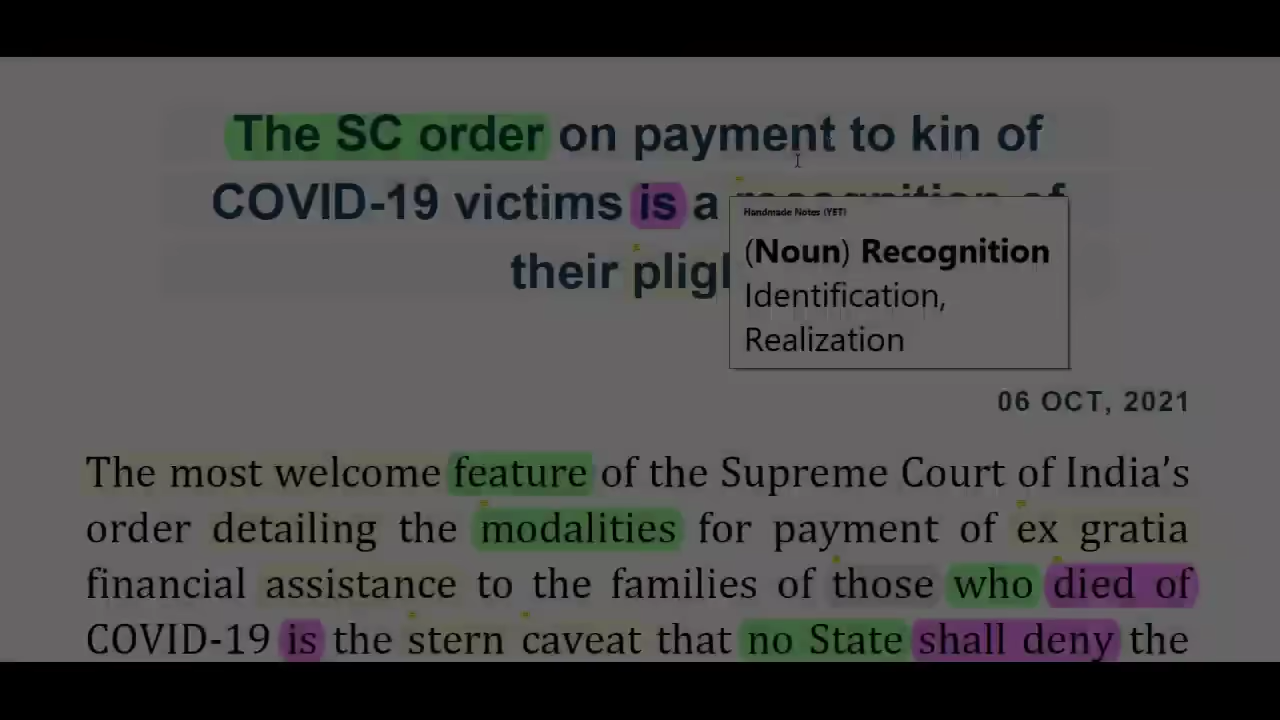 The SC order on payment to kin of
COVID-19 victims is a recognition of
their
Handmade Notes (YET)
(Noun) Recognition
Identification,
Realization
06 OCT, 2021
The most welcome feature of the Supreme Court of India’s
order detailing the modalities for payment of ex gratia
financial assistance to the families of those who died of
COVID-19 is the stern caveat that no State shall deny the